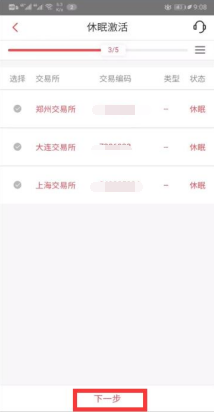 9:08
休眠激活
3/5
选择 交易所 交易编码 类型 状态
郑州交易所 – 休眠
大连交易所 – 休眠
上海交易所 – 休眠
下一步